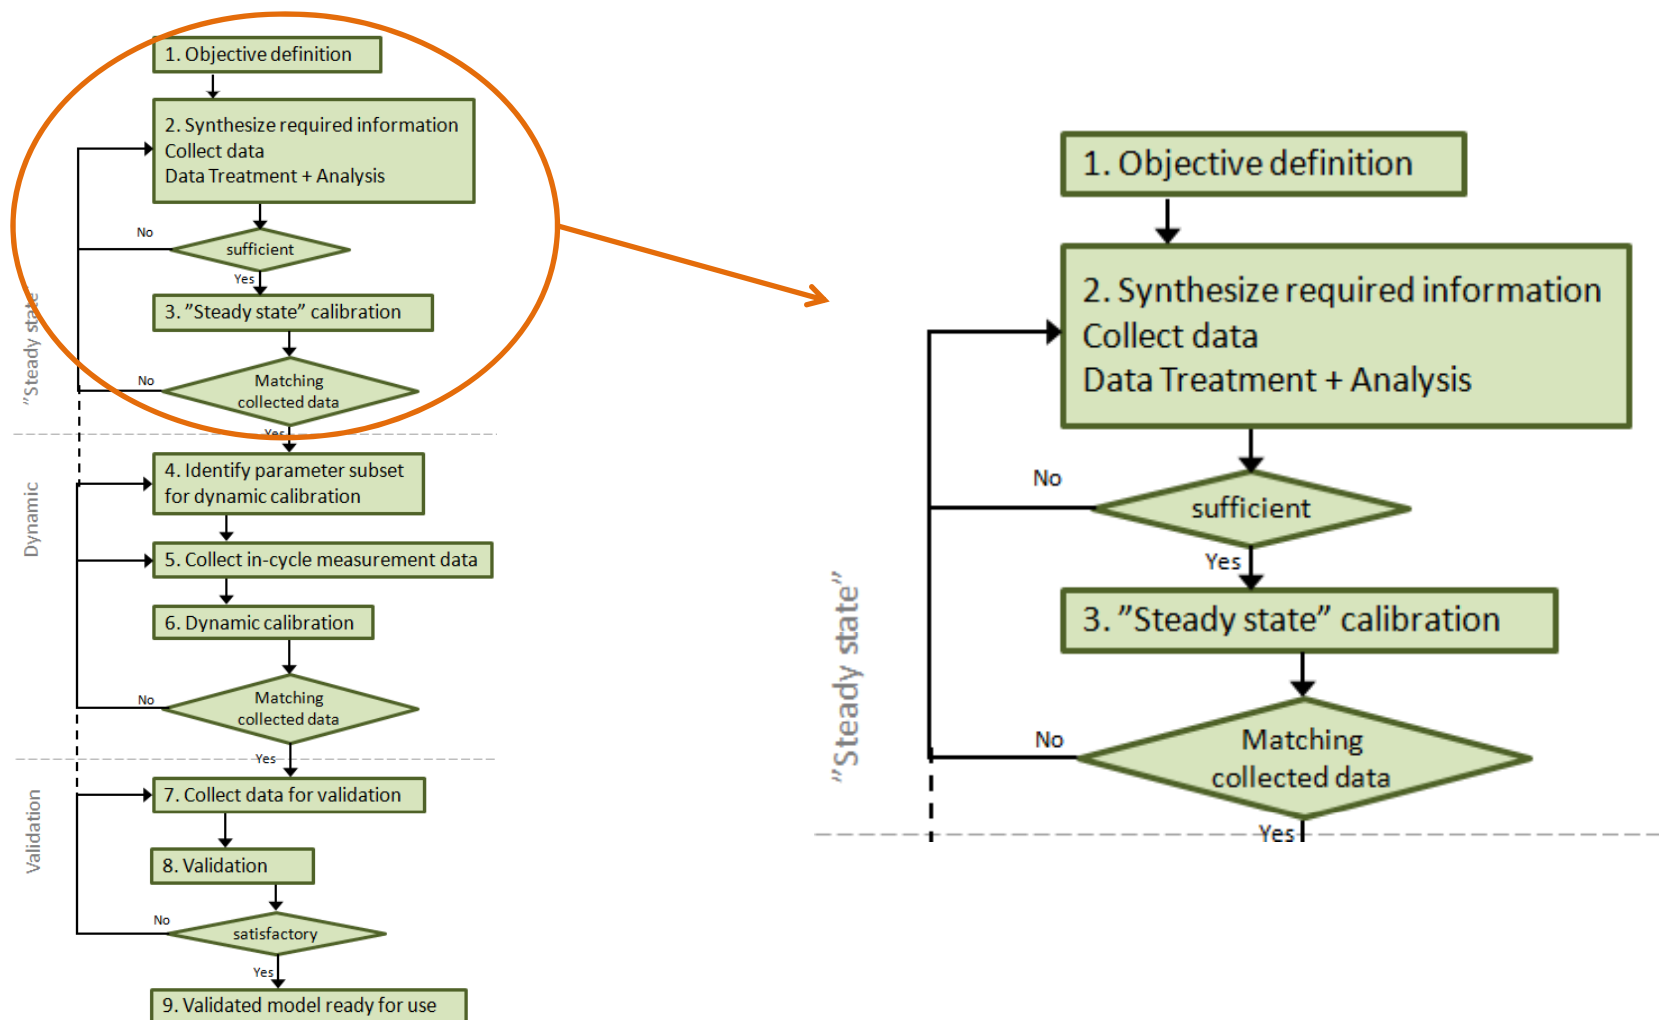 1. Objective definition
2. Synthesize required information
Collect data
Data Treatment + Analysis
No
sufficient
Yes
3. ”Steady state” calibration
”Steady state
No
Matching
collected data
Yes
4. Identify parameter subset
for dynamic calibration
Dynamic
5. Collect in-cycle measurement data
6. Dynamic calibration
No
Matching
collected data
Yes
7. Collect data for validation
Validation
8. Validation
No
satisfactory
Yes
9. Validated model ready for use
1. Objective definition
2. Synthesize required information
Collect data
Data Treatment + Analysis
No
sufficient
Yes
3. ”Steady state” calibration
”Steady state”
No
Matching
collected data
Yes